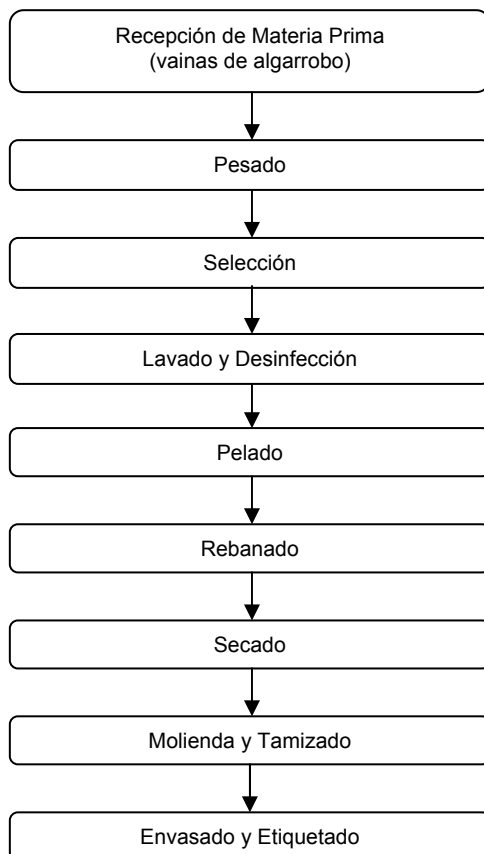 Recepción de Materia Prima
(vainas de algarrobo)
Pesado
Selección
Lavado y Desinfección
Pelado
Rebanado
Secado
Molienda y Tamizado
Envasado y Etiquetado